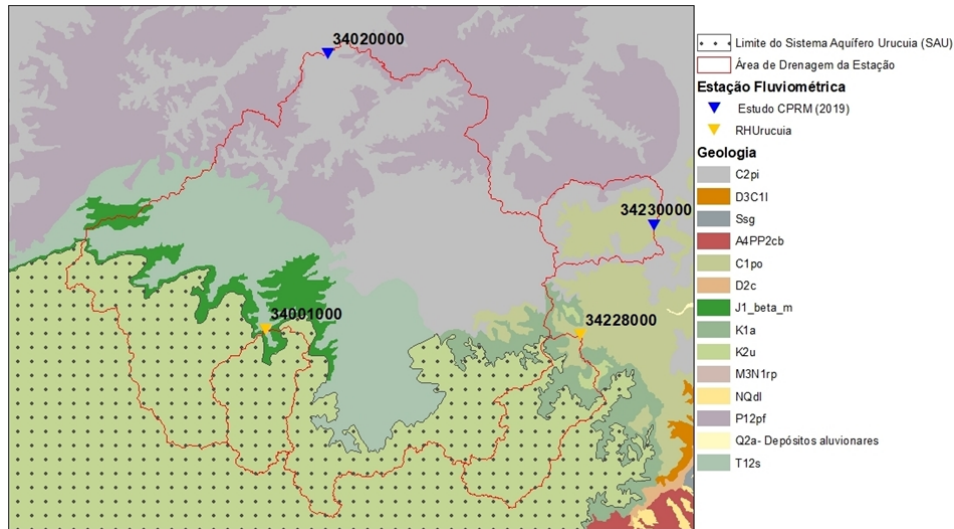 34020000
34230000
34001000
34228000
Limite do Sistema Aquífero Urucuia (SAU)
Área de Drenagem da Estação
Estação Fluviométrica
Estudo CPRM (2019)
RHUrucuia
Geologia
C2pi
D3C1l
Ssg
A4PP2cb
C1po
D2c
J1_beta_m
K1a
K2u
M3N1rp
NQdl
P12pf
Q2a- Depósitos aluvionares
T12s